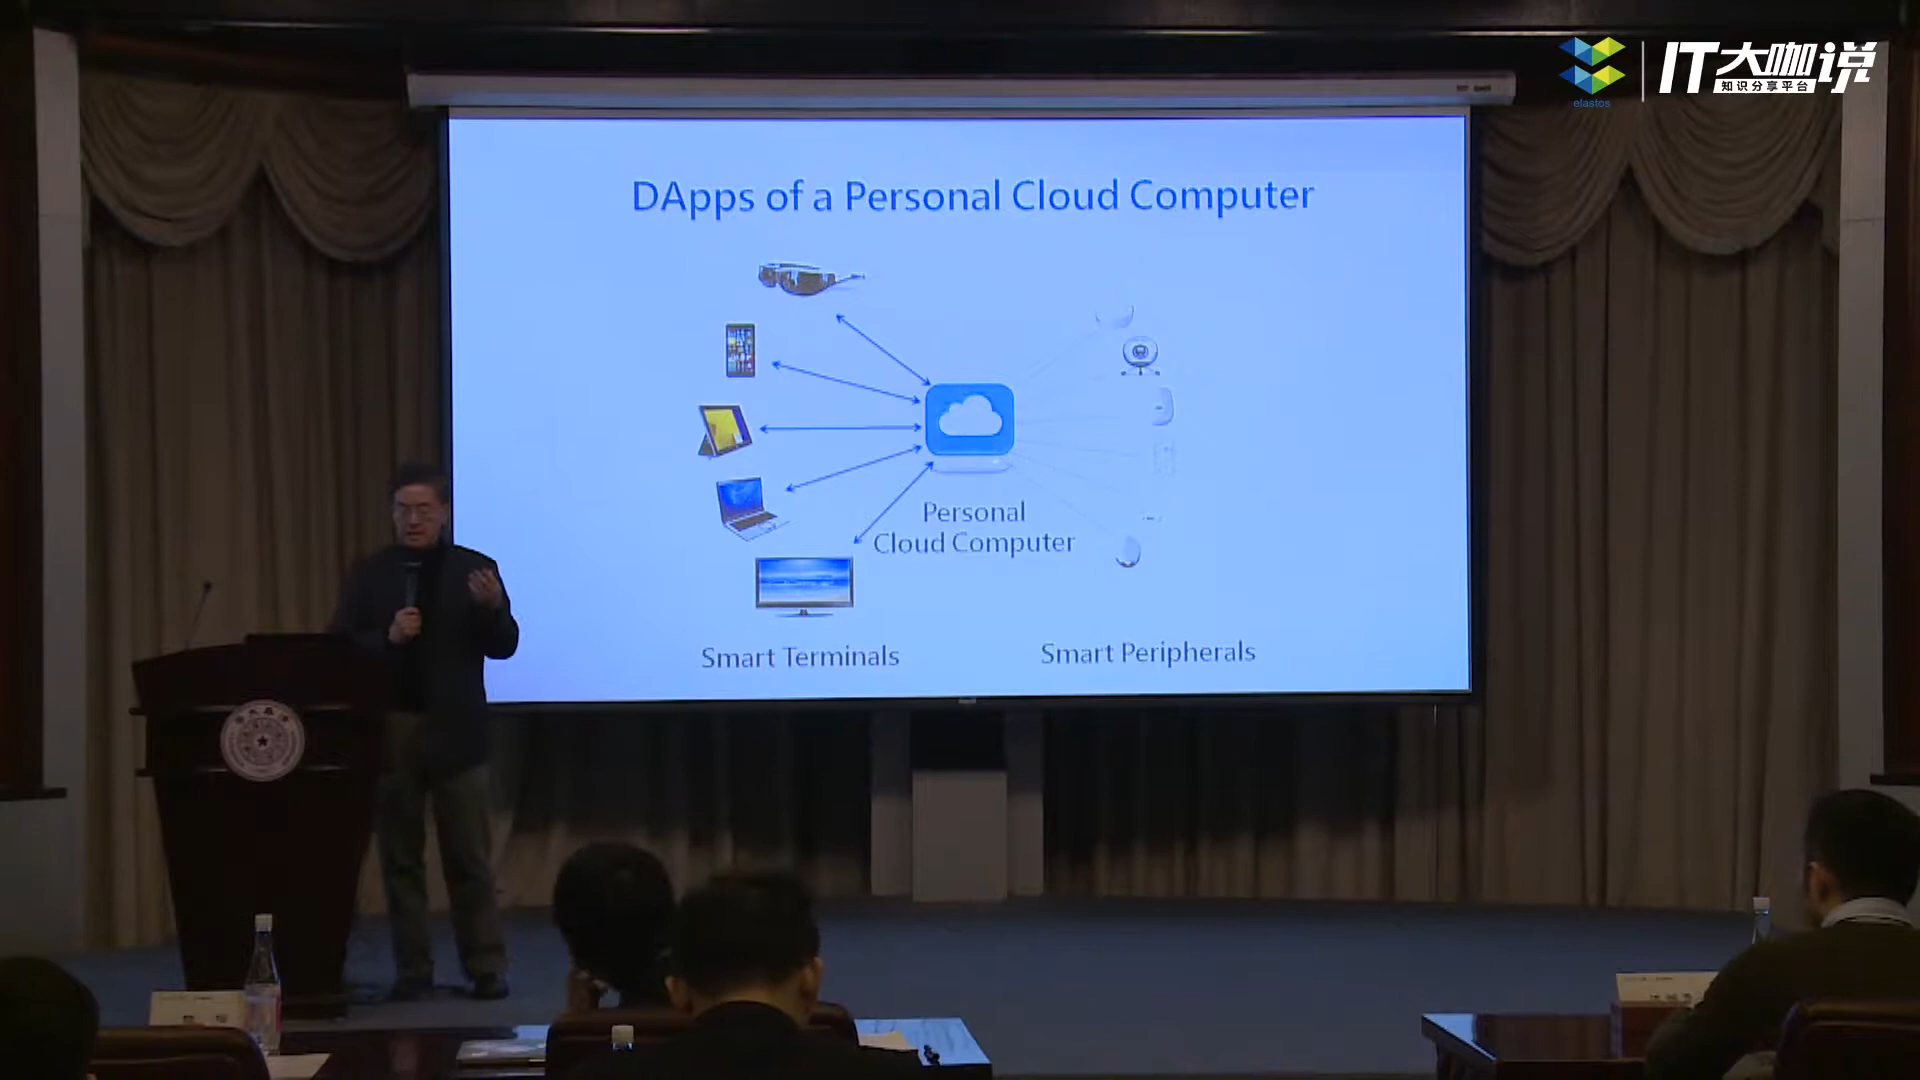 elastos
IT大咖说
知识分享平台
DApps of a Personal Cloud Computer
Personal
Cloud Computer
Smart Terminals
Smart Peripherals